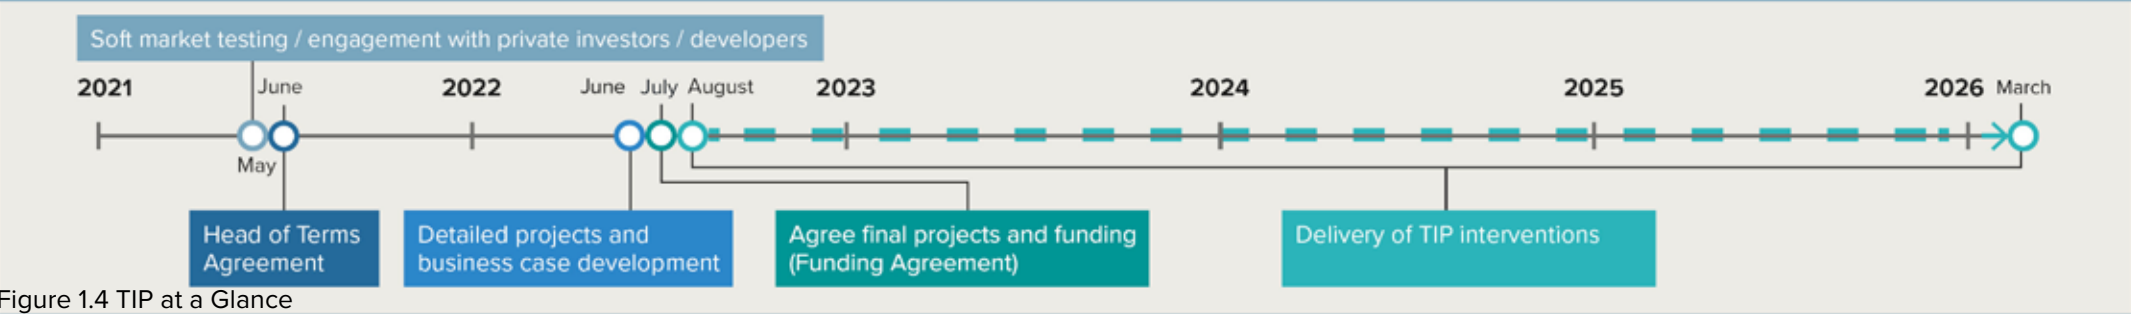 Soft market testing / engagement with private investors / developers
2021
June
2022
June
July
August
2023
2024
2025
2026
March
May
Head of Terms
Agreement
Detailed projects and
business case development
Agree final projects and funding
(Funding Agreement)
Delivery of TIP interventions
Figure 1.4 TIP at a Glance